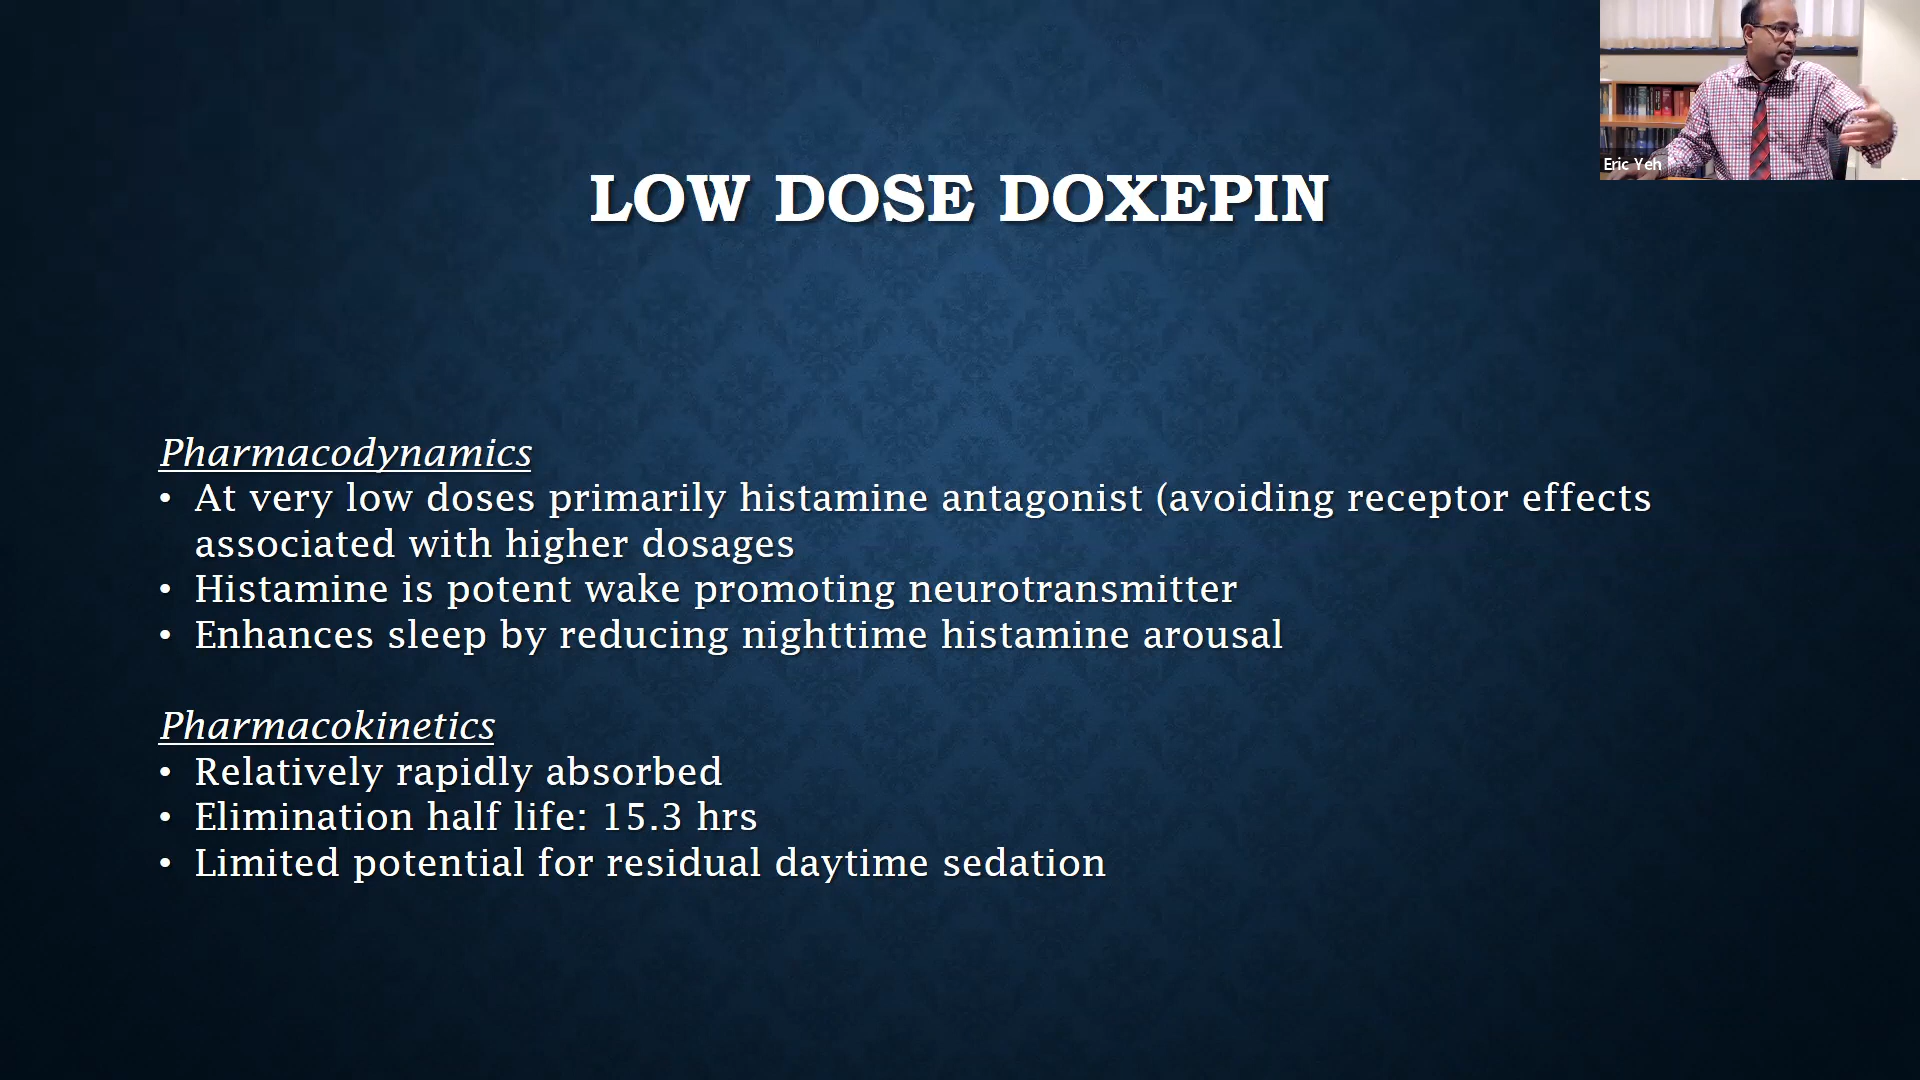 Eric Yeh
LOW DOSE DOXEPIN
Pharmacodynamics
• At very low doses primarily histamine antagonist (avoiding receptor effects
associated with higher dosages
• Histamine is potent wake promoting neurotransmitter
• Enhances sleep by reducing nighttime histamine arousal
Pharmacokinetics
• Relatively rapidly absorbed
• Elimination half life: 15.3 hrs
• Limited potential for residual daytime sedation